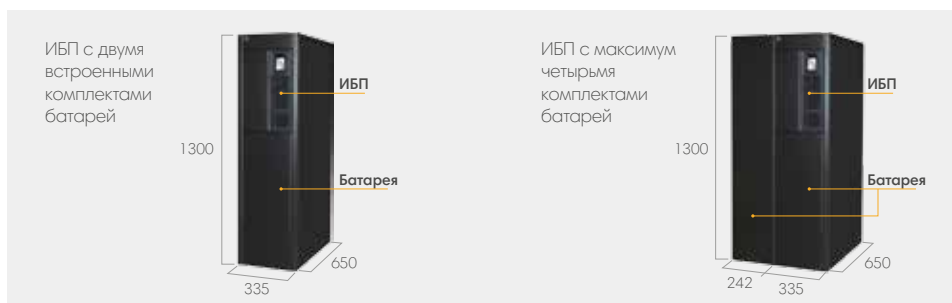 ИБП с двумя
встроенными
комплектами
батарей
ИБП
1300
Батарея
650
335
ИБП с максимум
четырьмя
комплектами
батарей
ИБП
1300
Батарея
650
242
335